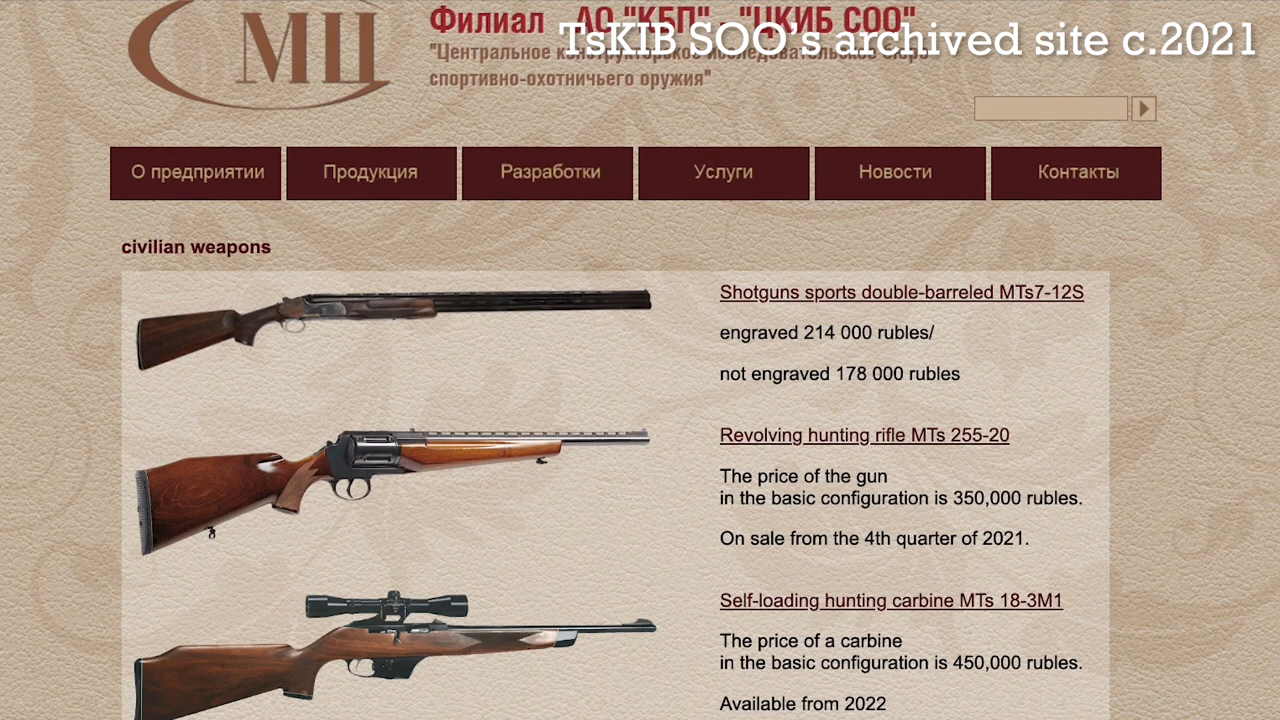 МЦ
Филиал АО "КБП" - "ЦКИБ СОО"
TsKIB SOO's archived site c.2021
"Центральное конструкторское исследовательское бюро
спортивно-охотничьего оружия"
О предприятии
Продукция
Разработки
Услуги
Новости
Контакты
civilian weapons
Shotguns sports double-barreled MTs7-12S
engraved 214 000 rubles/
not engraved 178 000 rubles
Revolving hunting rifle MTs 255-20
The price of the gun
in the basic configuration is 350,000 rubles.
On sale from the 4th quarter of 2021.
Self-loading hunting carbine MTs 18-3M1
The price of a carbine
in the basic configuration is 450,000 rubles.
Available from 2022